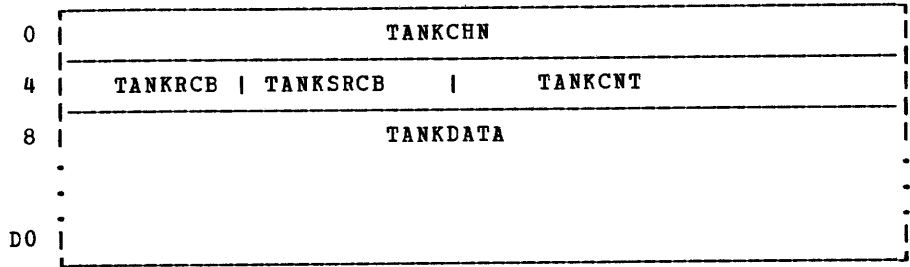 0 TANKCHN
4 TANKRCB | TANKSRCB | TANKCNT
8 TANKDATA
D0